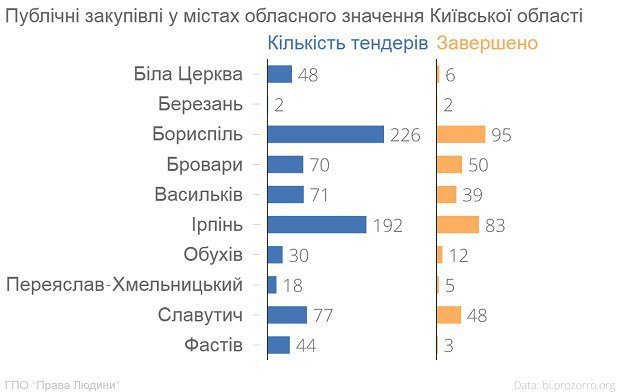 Публічні закупівлі у містах обласного значення Київської області
Кількість тендерів Завершено
Біла Церква 48 6
Березань 2 2
Бориспіль 226 95
Бровари 70 50
Васильків 71 39
Ірпінь 192 83
Обухів 30 12
Переяслав-Хмельницький 18 5
Славутич 77 48
Фастів 44 3
ГПО "Права Людини" Data: bi.prozorro.org